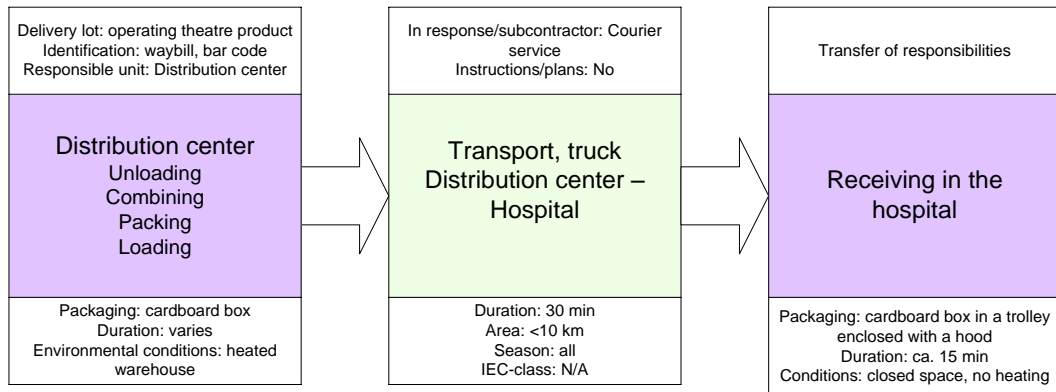 Delivery lot: operating theatre product
Identification: waybill, bar code
Responsible unit: Distribution center
Distribution center
Unloading
Combining
Packing
Loading
Packaging: cardboard box
Duration: varies
Environmental conditions: heated
warehouse
In response/subcontractor: Courier
service
Instructions/plans: No
Transport, truck
Distribution center –
Hospital
Duration: 30 min
Area: <10 km
Season: all
IEC-class: N/A
Transfer of responsibilities
Receiving in the
hospital
Packaging: cardboard box in a trolley
enclosed with a hood
Duration: ca. 15 min
Conditions: closed space, no heating